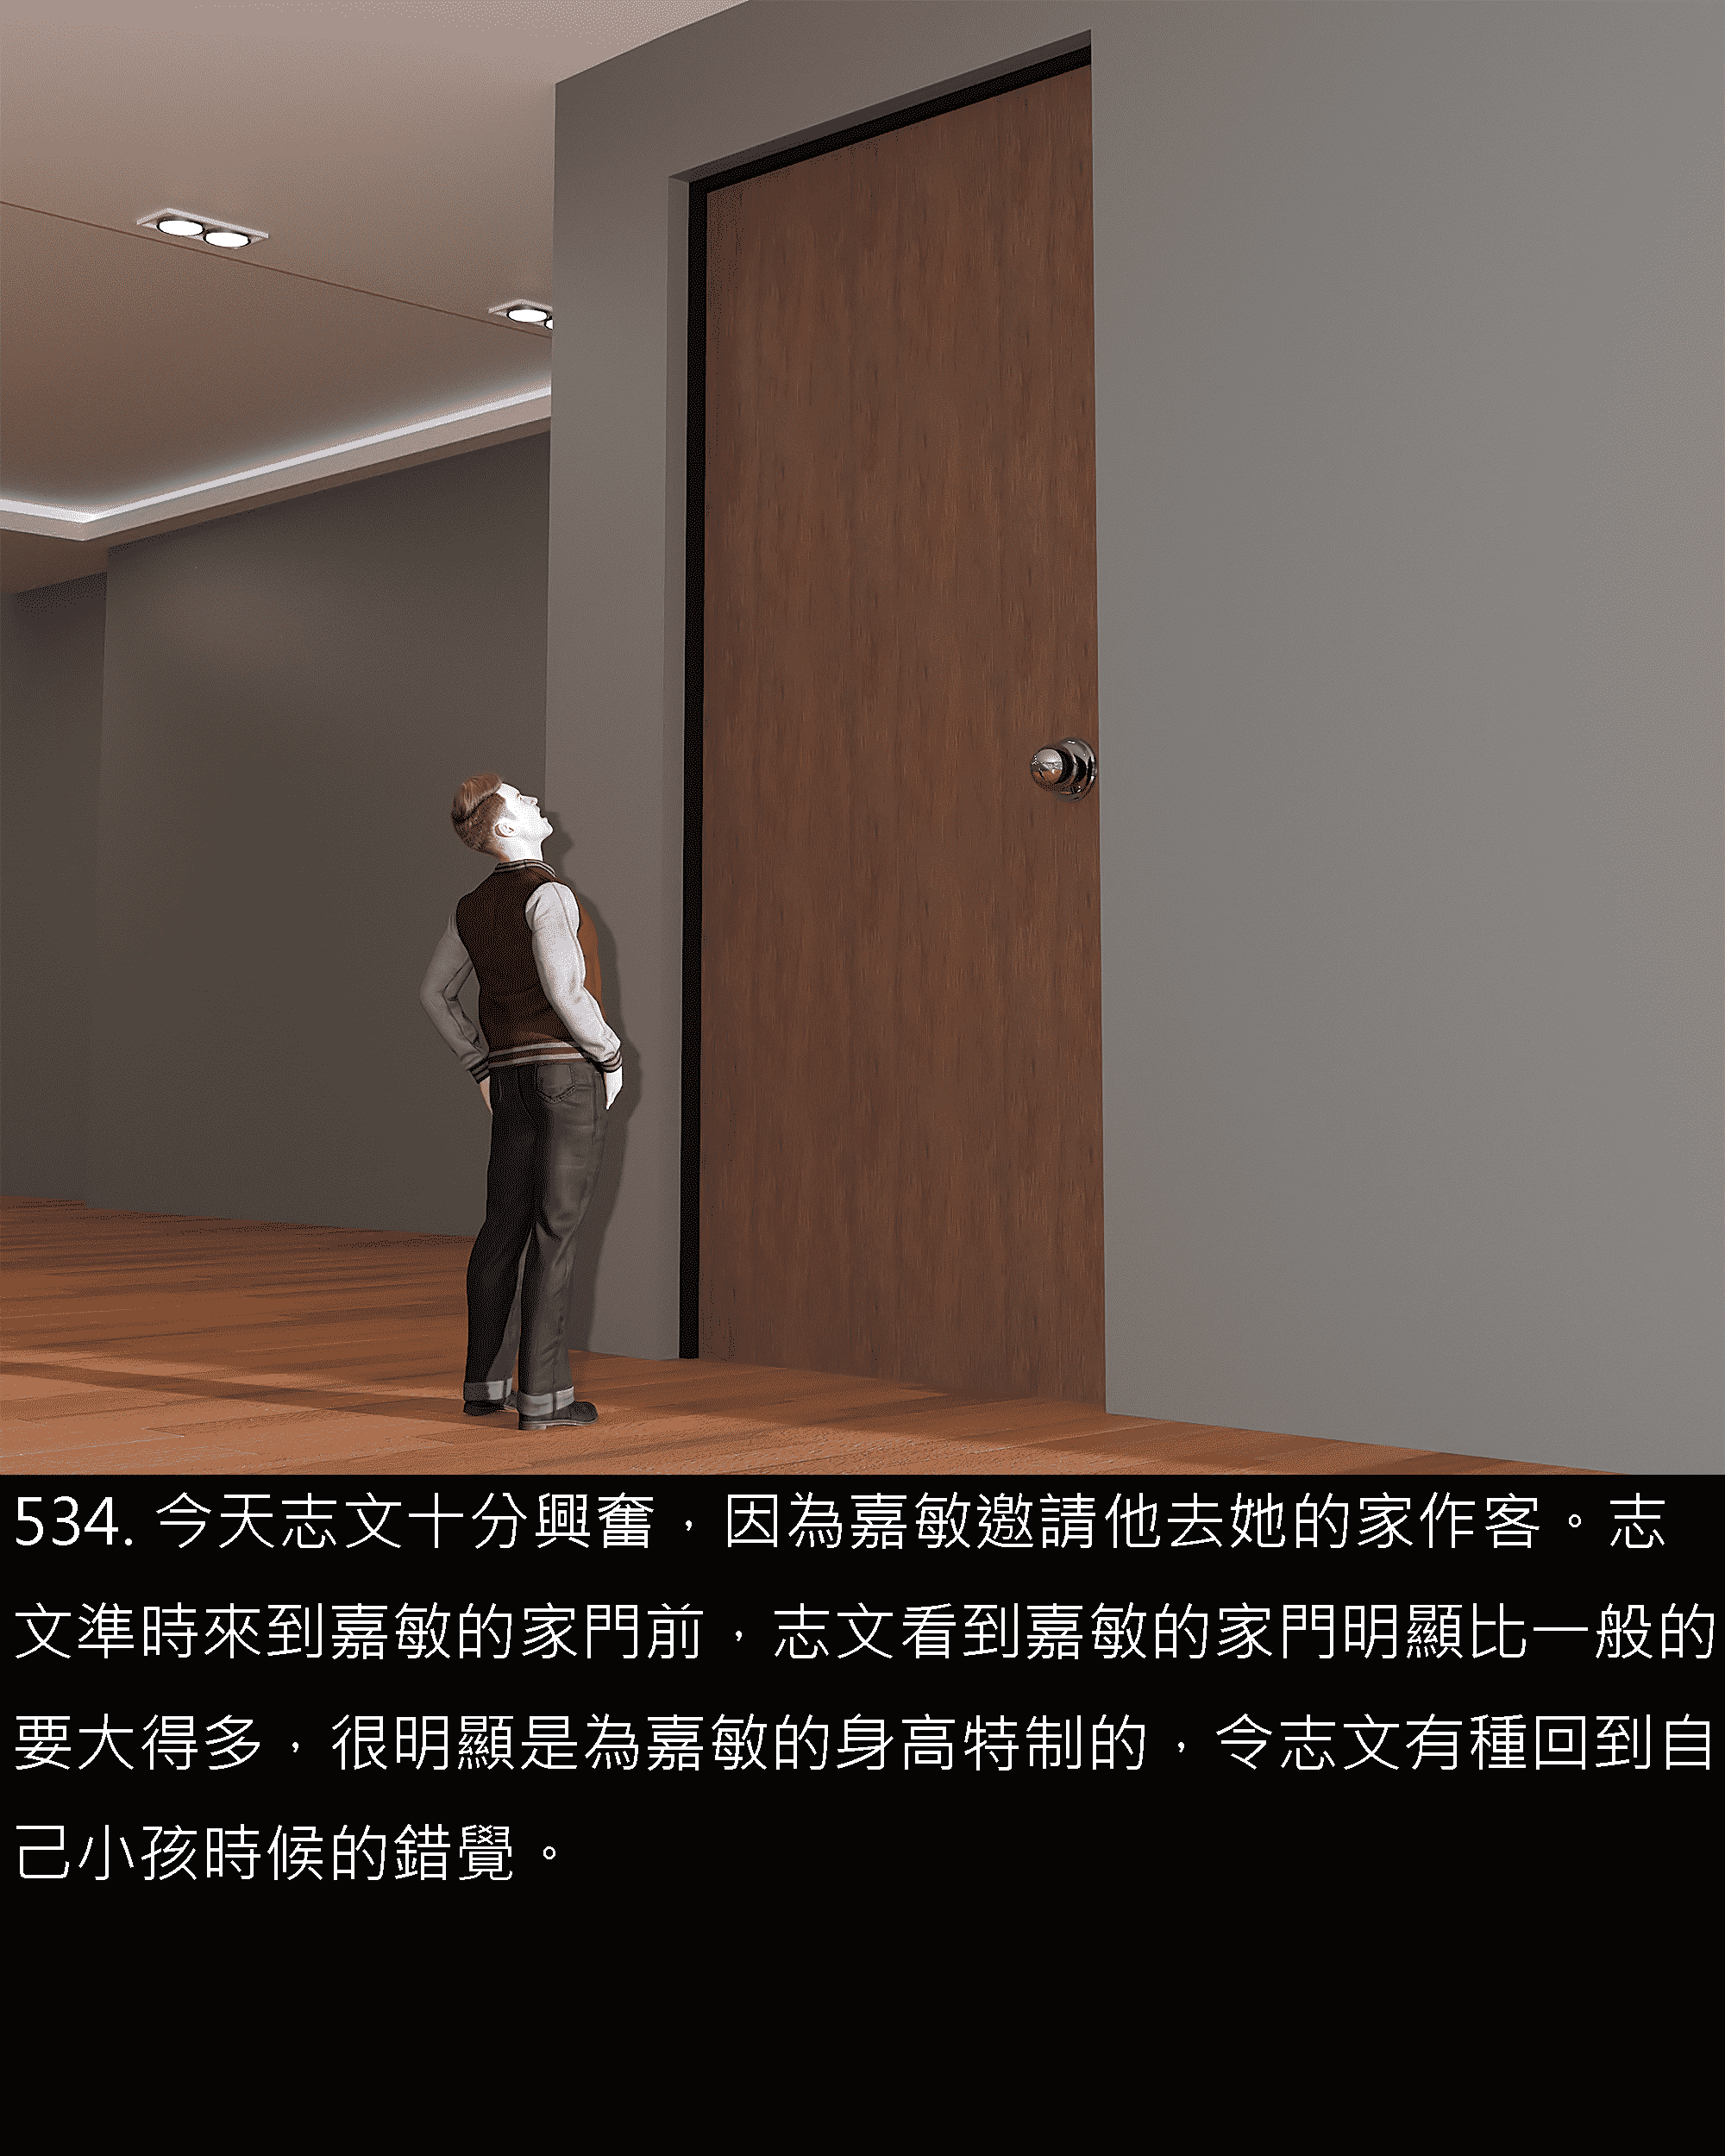 534. 今天志文十分興奮，因為嘉敏邀請他去她的家作客。志
文準時來到嘉敏的家門前，志文看到嘉敏的家門明顯比一般的
要大得多，很明顯是為嘉敏的身高特制的，令志文有種回到自
己小孩時候的錯覺。